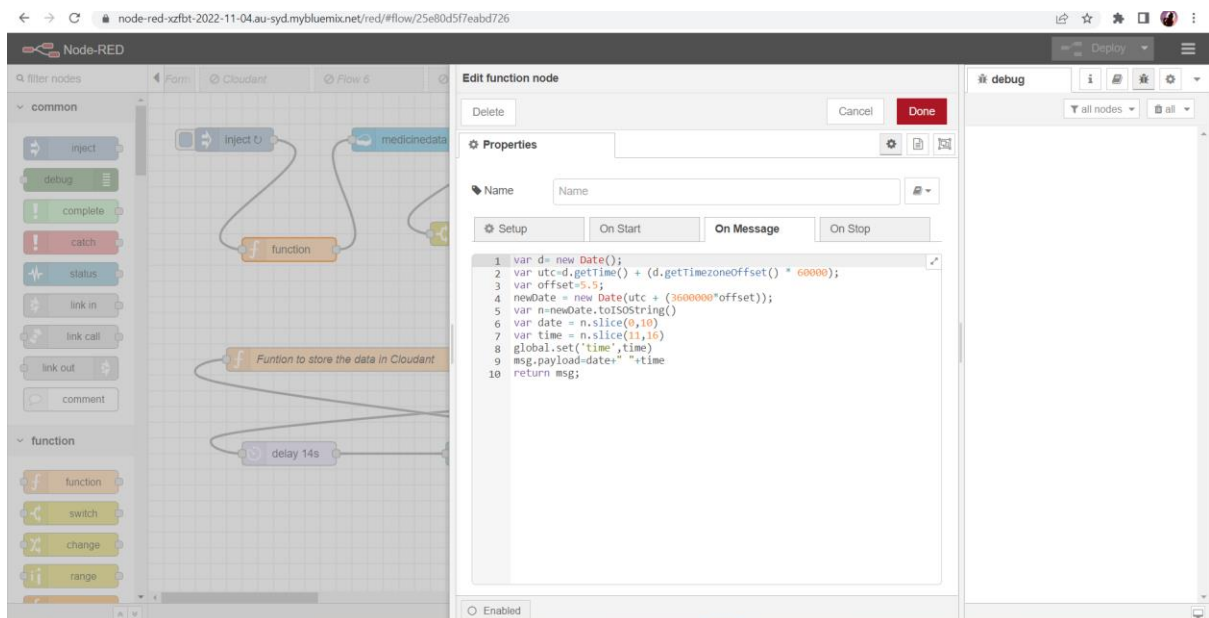 node-red-xzfbt-2022-11-04.au-syd.mybluemix.net/red/#flow/25e80d5f7eabd726
Node-RED
Deploy
filter nodes
common
inject
debug
complete
catch
status
link in
link call
link out
comment
function
function
switch
change
range
Form
Cloudant
Flow 6
inject ↻
medicinedata
function
Funtion to store the data in Cloudant
delay 14s
Edit function node
Delete
Cancel
Done
Properties
Name
Name
Setup
On Start
On Message
On Stop
1 var d= new Date();
2 var utc=d.getTime() + (d.getTimezoneOffset() * 60000);
3 var offset=5.5;
4 newDate = new Date(utc + (3600000*offset));
5 var n=newDate.toISOString()
6 var date = n.slice(0,10)
7 var time = n.slice(11,16)
8 global.set('time',time)
9 msg.payload=date+" "+time
10 return msg;
Enabled
debug
i
all nodes
all